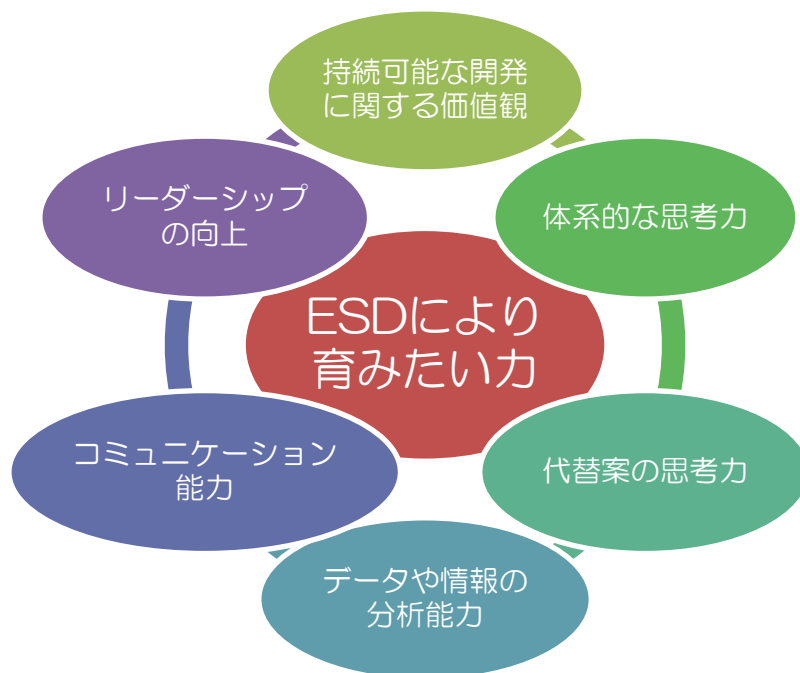 持続可能な開発
に関する価値観
体系的な思考力
代替案の思考力
データや情報の
分析能力
コミュニケーション
能力
リーダーシップ
の向上
ESDにより
育みたい力